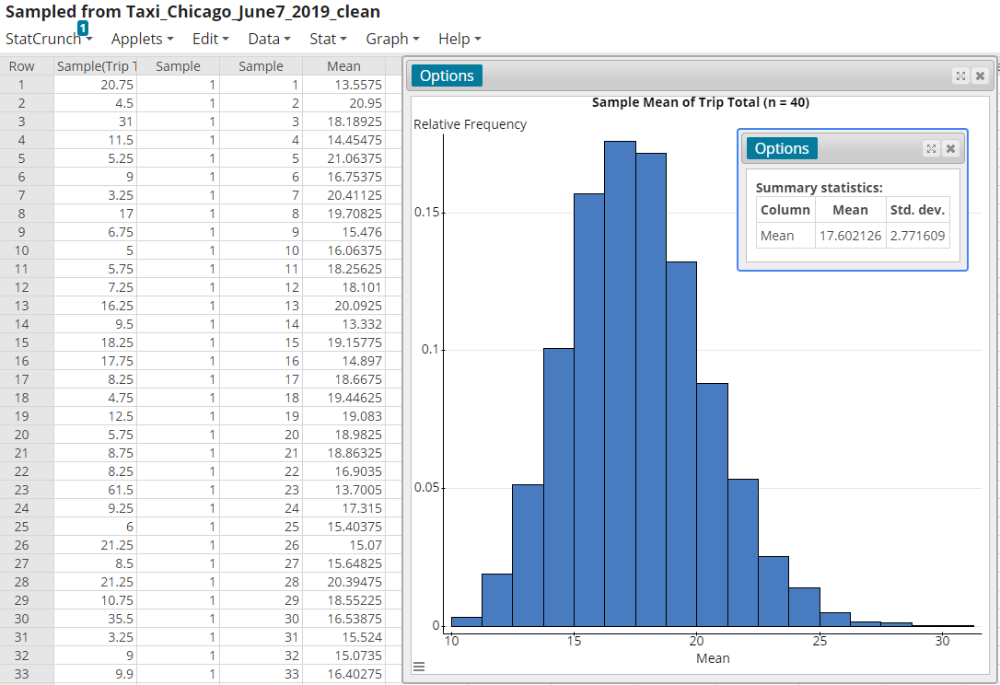 Sampled from Taxi_Chicago_June7_2019_clean
1
StatCrunch Applets Edit Data Stat Graph Help
Row Sample(Trip T Sample Sample Mean
1 20.75 1 1 13.5575
2 4.5 1 2 20.95
3 31 1 3 18.18925
4 11.5 1 4 14.45475
5 5.25 1 5 21.06375
6 9 1 6 16.75375
7 3.25 1 7 20.41125
8 17 1 8 19.70825
9 6.75 1 9 15.476
10 5 1 10 16.06375
11 5.75 1 11 18.25625
12 7.25 1 12 18.101
13 16.25 1 13 20.0925
14 9.5 1 14 13.332
15 18.25 1 15 19.15775
16 17.75 1 16 14.897
17 8.25 1 17 18.6675
18 4.75 1 18 19.44625
19 12.5 1 19 19.083
20 5.75 1 20 18.9825
21 8.75 1 21 18.86325
22 8.25 1 22 16.9035
23 61.5 1 23 13.7005
24 9.25 1 24 17.315
25 6 1 25 15.40375
26 21.25 1 26 15.07
27 8.5 1 27 15.64825
28 21.25 1 28 20.39475
29 10.75 1 29 18.55225
30 35.5 1 30 16.53875
31 3.25 1 31 15.524
32 9 1 32 15.0735
33 9.9 1 33 16.40275
Options
Sample Mean of Trip Total (n = 40)
Relative Frequency
0.15
0.1
0.05
0
10 15 20 25 30
Mean
Options
Summary statistics:
Column Mean Std. dev.
Mean 17.602126 2.771609